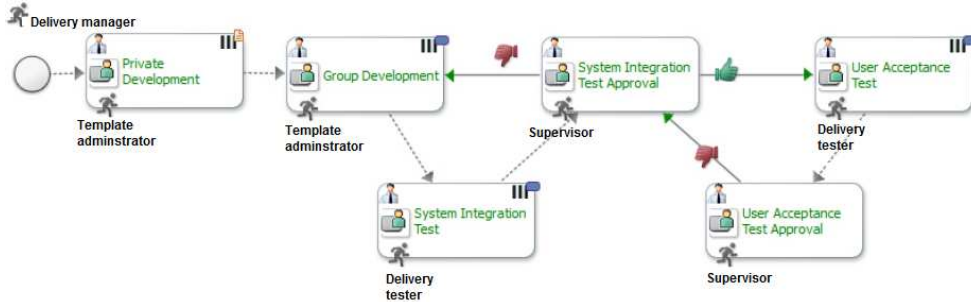 Delivery manager
Private
Development
Template
adminstrator
Group Development
Template
adminstrator
System Integration
Test Approval
Supervisor
User Acceptance
Test
Delivery
tester
System Integration
Test
Delivery
tester
User Acceptance
Test Approval
Supervisor